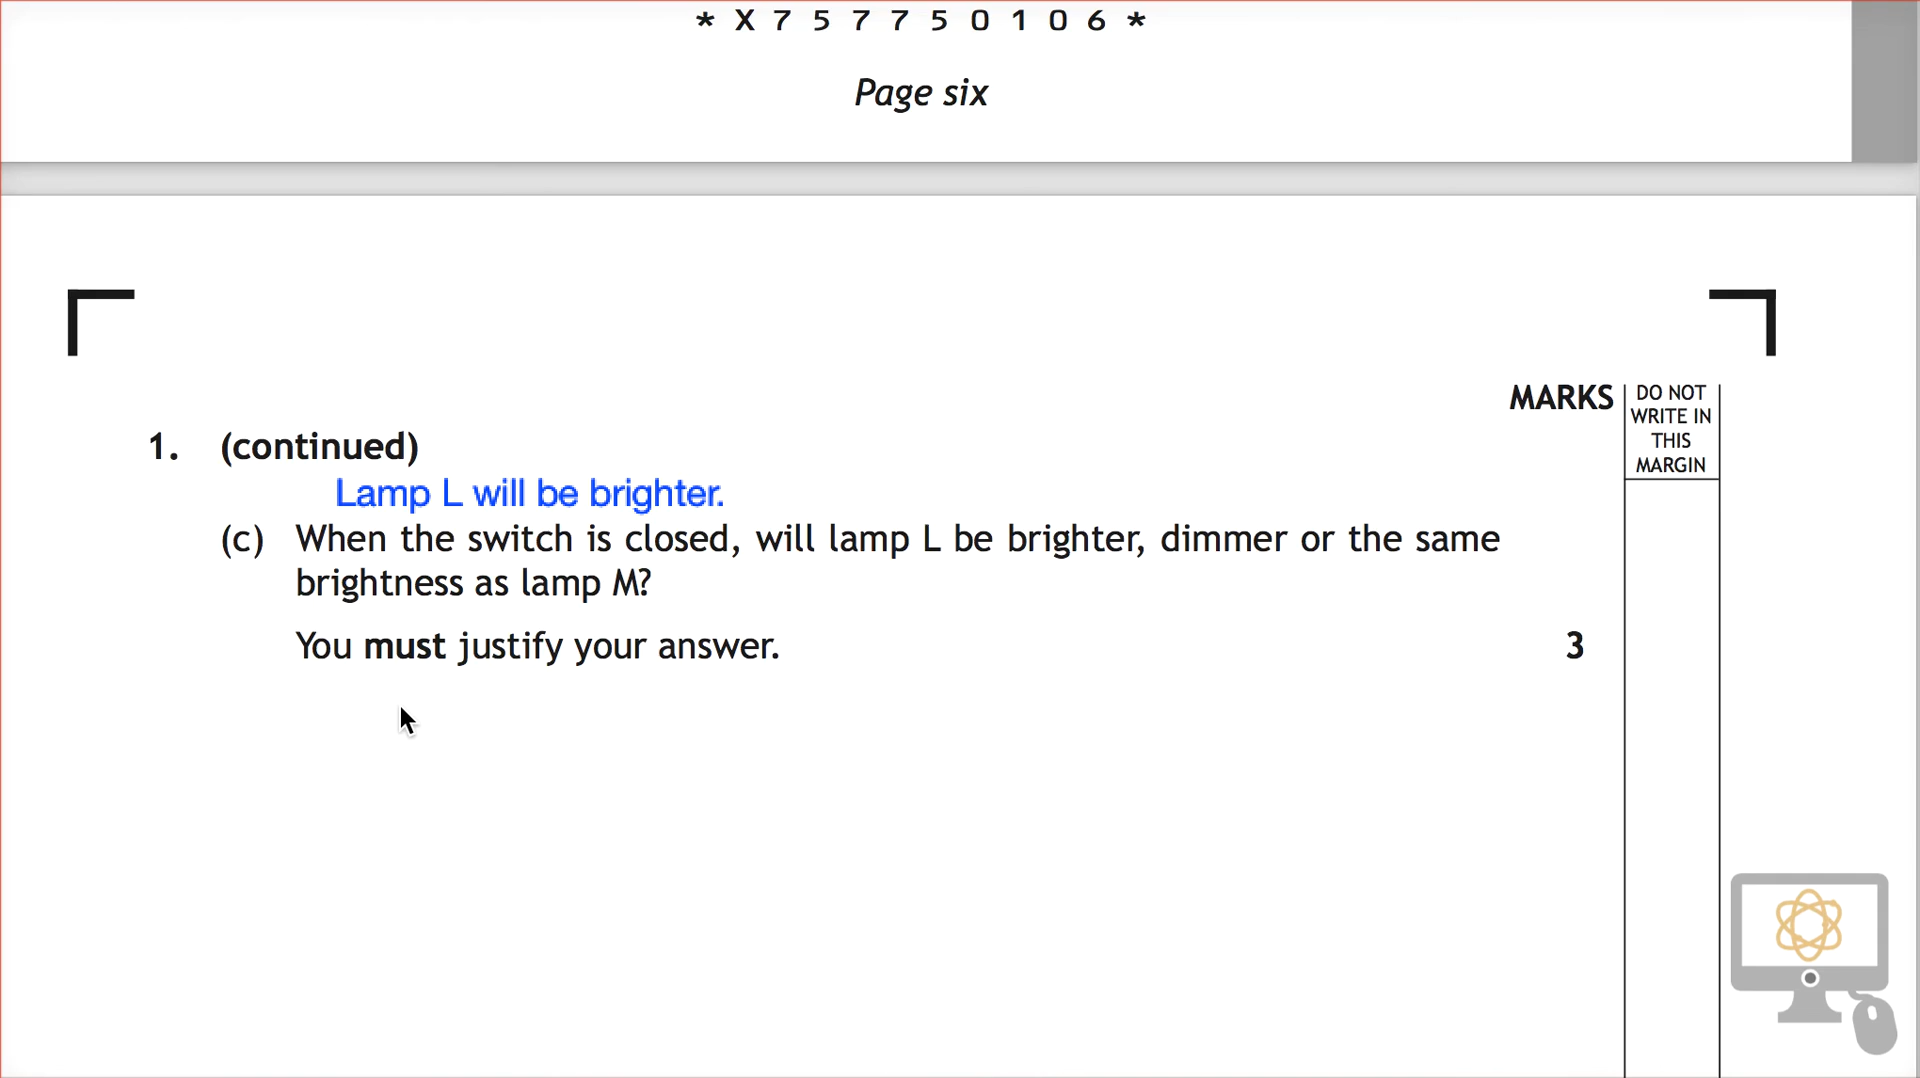 * X 7 5 7 7 5 0 1 0 6 *
Page six
MARKS
DO NOT
WRITE IN
THIS
MARGIN
1. (continued)
Lamp L will be brighter.
(c) When the switch is closed, will lamp L be brighter, dimmer or the same
brightness as lamp M?
You must justify your answer. 3